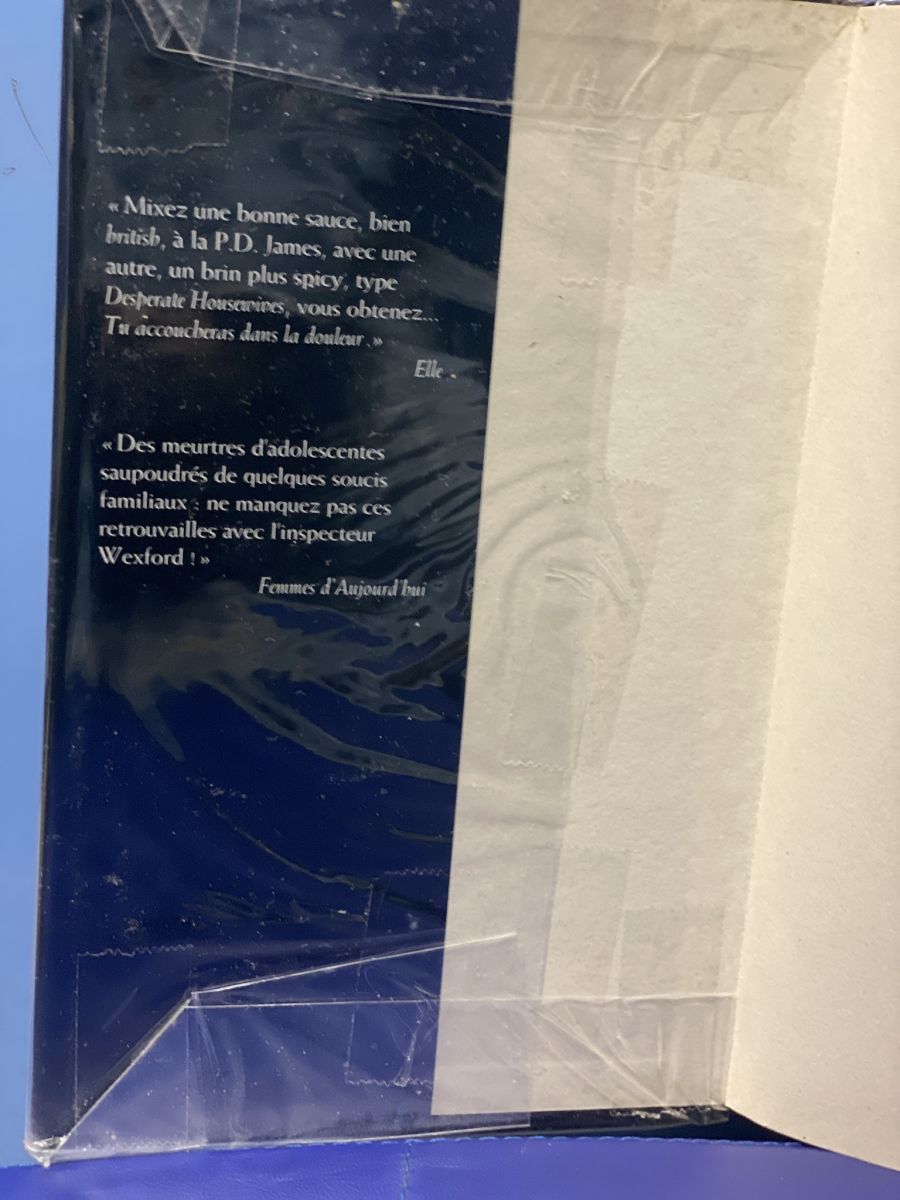 « Mixez une bonne sauce, bien
british, à la P.D. James, avec une
autre, un brin plus spicy, type
Desperate Housewives, vous obtenez...
Tu accoucheras dans la douleur. »
Elle
« Des meurtres d'adolescentes
saupoudrés de quelques soucis
familiaux : ne manquez pas ces
retrouvailles avec l'inspecteur
Wexford ! »
Femmes d'Aujourd'hui